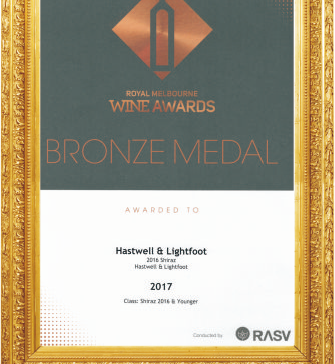 ROYAL MELBOURNE
WINE AWARDS
BRONZE MEDAL
AWARDED TO
Hastwell & Lightfoot
2016 Shiraz
Hastwell & Lightfoot
2017
Class: Shiraz 2016 & Younger
Conducted by RASV